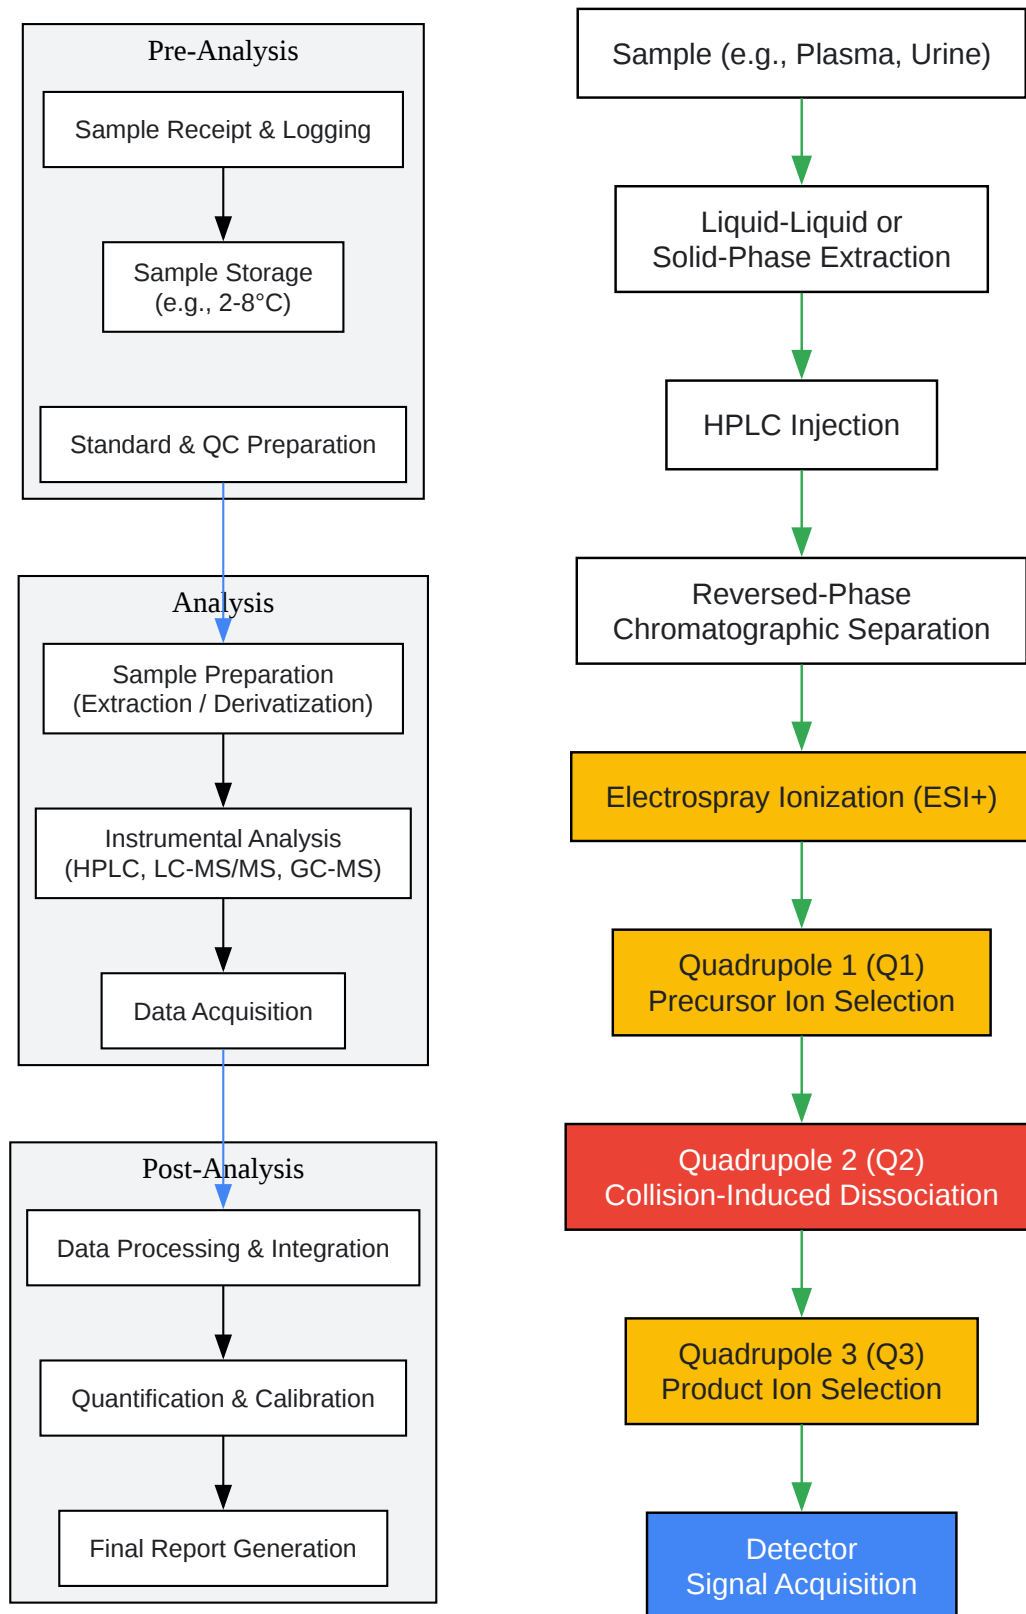 Pre-Analysis
Sample Receipt & Logging
Sample Storage
(e.g., 2-8°C)
Standard & QC Preparation
Analysis
Sample Preparation
(Extraction / Derivatization)
Instrumental Analysis
(HPLC, LC-MS/MS, GC-MS)
Data Acquisition
Post-Analysis
Data Processing & Integration
Quantification & Calibration
Final Report Generation
Sample (e.g., Plasma, Urine)
Liquid-Liquid or
Solid-Phase Extraction
HPLC Injection
Reversed-Phase
Chromatographic Separation
Electrospray Ionization (ESI+)
Quadrupole 1 (Q1)
Precursor Ion Selection
Quadrupole 2 (Q2)
Collision-Induced Dissociation
Quadrupole 3 (Q3)
Product Ion Selection
Detector
Signal Acquisition